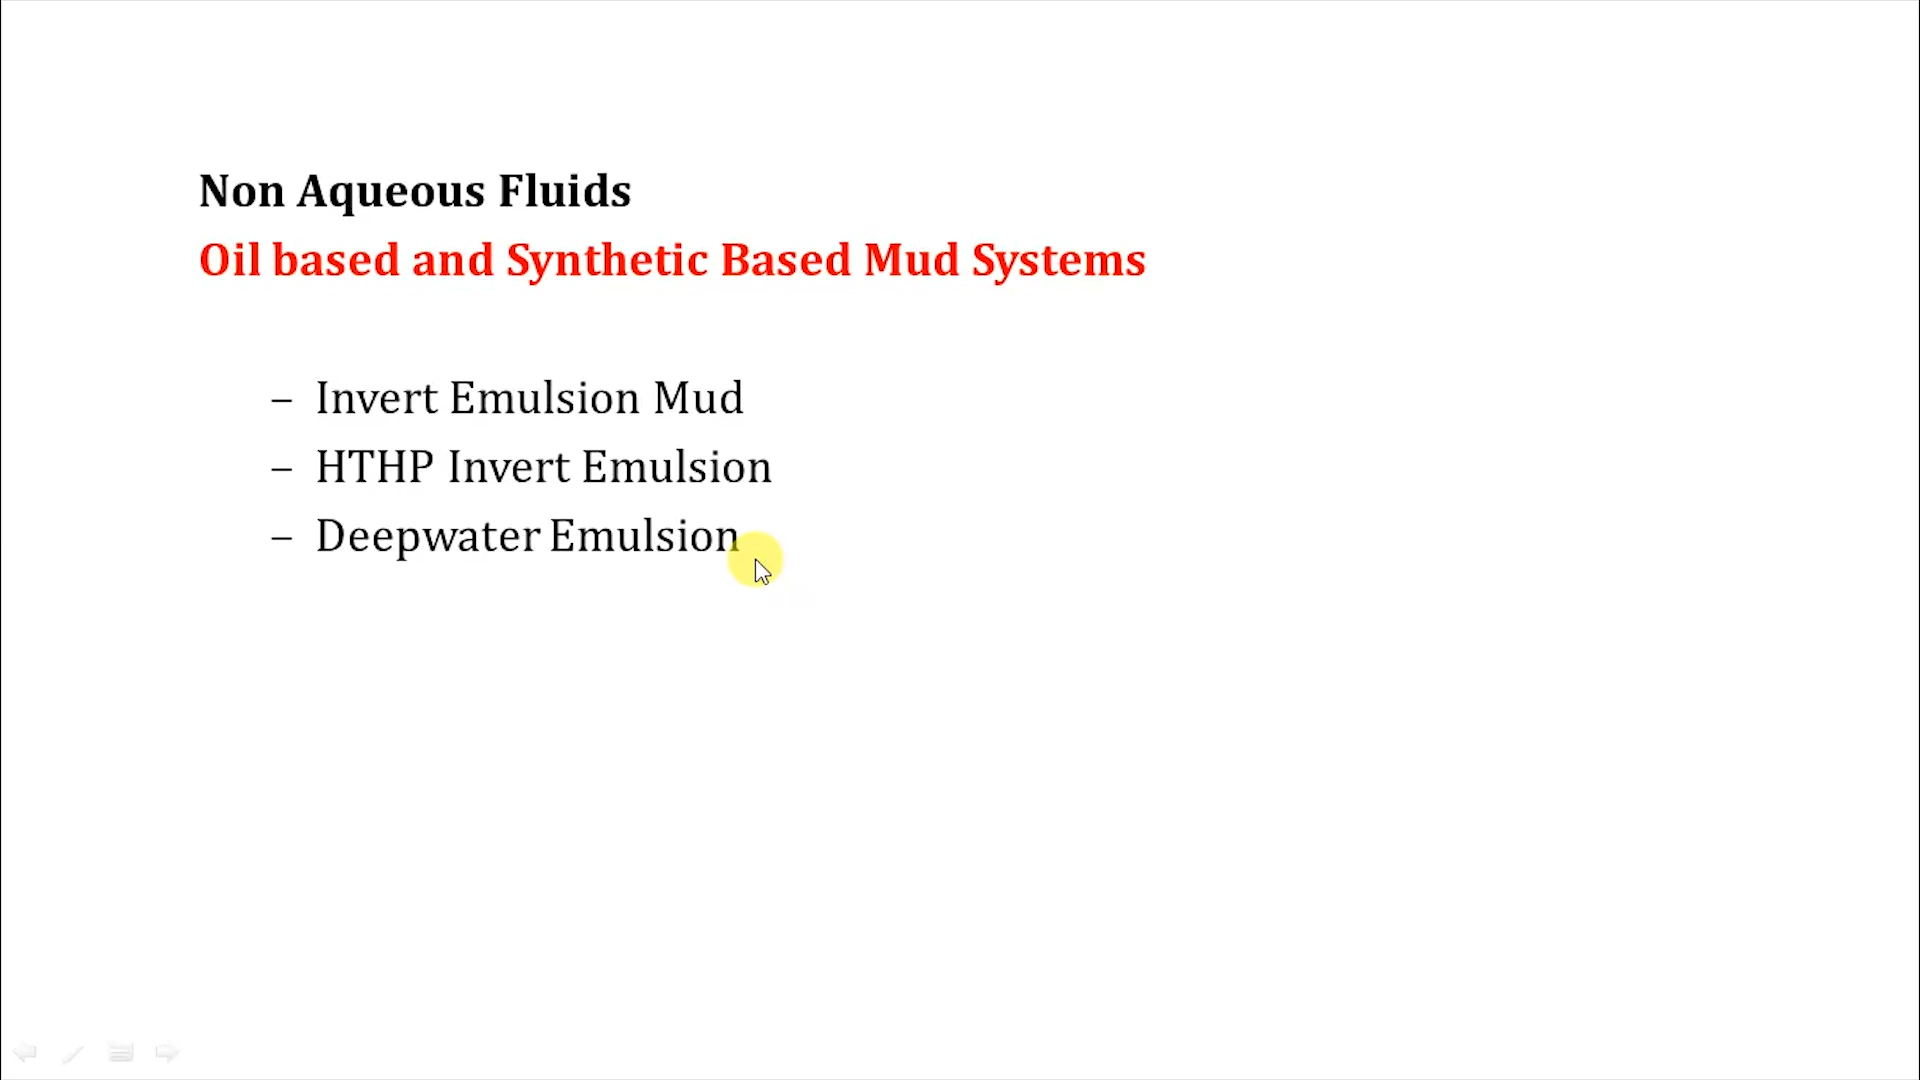 Non Aqueous Fluids
Oil based and Synthetic Based Mud Systems
– Invert Emulsion Mud
– HTHP Invert Emulsion
– Deepwater Emulsion